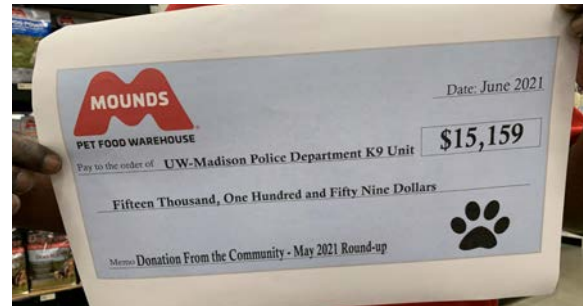 MOUNDS
PET FOOD WAREHOUSE
Date: June 2021
Pay to the order of UW-Madison Police Department K9 Unit $15,159
Fifteen Thousand, One Hundred and Fifty Nine Dollars
Memo Donation From the Community - May 2021 Round-up